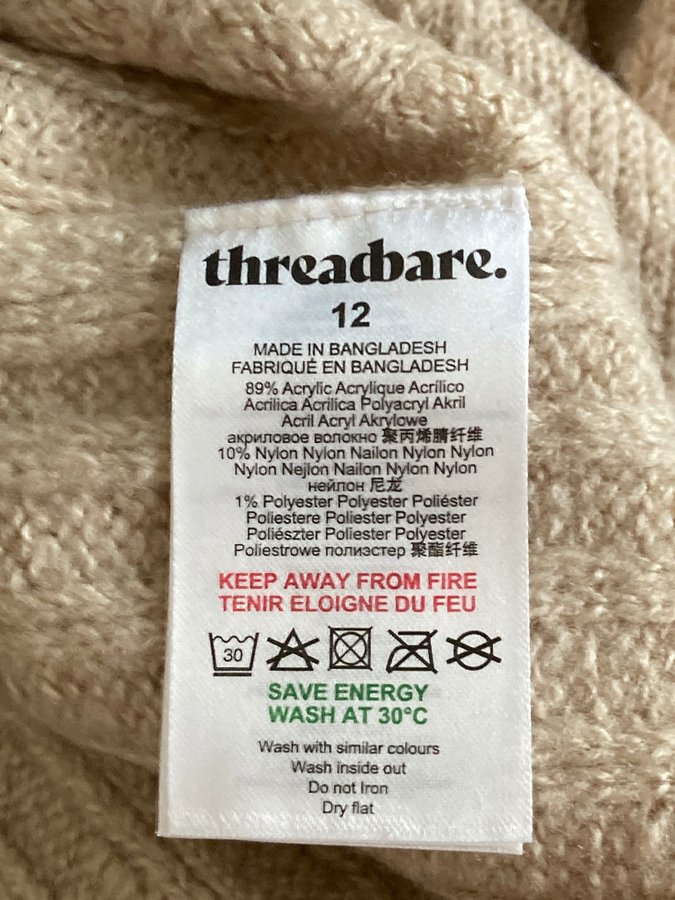 threadbare.
12
MADE IN BANGLADESH
FABRIQUÉ EN BANGLADESH
89% Acrylic Acrylique Acrílico
Acrilica Acrilica Polyacryl Akril
Acril Acryl Akrylowe
акриловое волокно 聚丙烯腈纤维
10% Nylon Nylon Nailon Nylon Nylon
Nylon Nejlon Nailon Nylon Nylon
нейлон 尼龙
1% Polyester Polyester Poliéster
Poliestere Poliester Polyester
Poliészter Poliester Polyester
Poliestrowe полиэстер 聚酯纤维
KEEP AWAY FROM FIRE
TENIR ELOIGNE DU FEU
30
SAVE ENERGY
WASH AT 30°C
Wash with similar colours
Wash inside out
Do not Iron
Dry flat